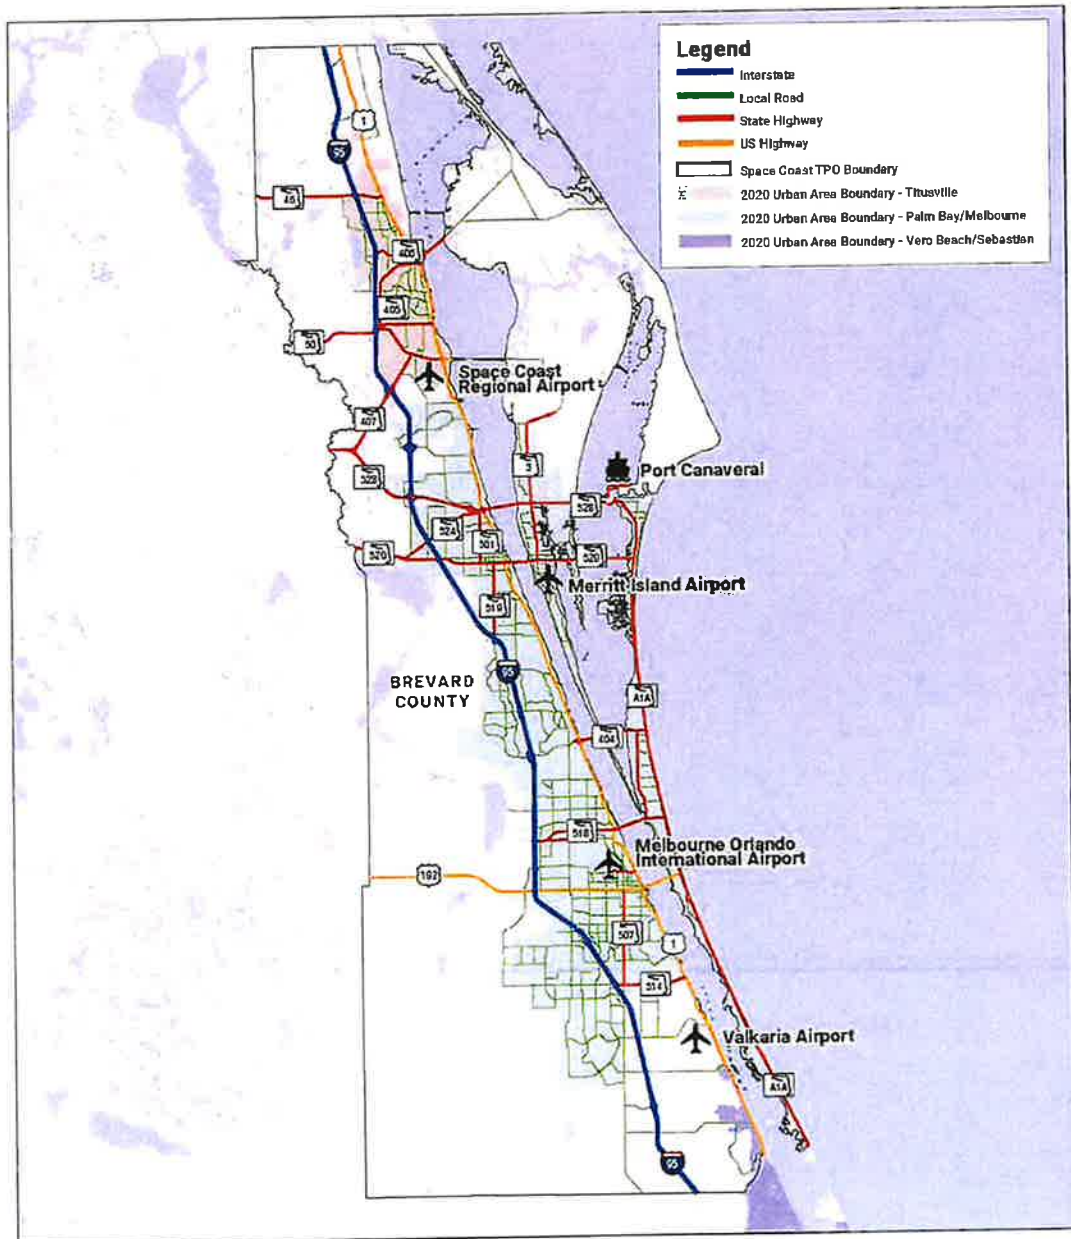 Legend
Interstate
Local Road
State Highway
US Highway
Space Coast TPO Boundary
2020 Urban Area Boundary - Titusville
2020 Urban Area Boundary - Palm Bay/Melbourne
2020 Urban Area Boundary - Vero Beach/Sebastian
1
95
46
406
405
50
Space Coast
Regional Airport
407
3
Port Canaveral
528
528
524
501
520
520
Merritt Island Airport
519
95
BREVARD
COUNTY
A1A
404
518
Melbourne Orlando
International Airport
192
507
1
514
Valkaria Airport
A1A
95